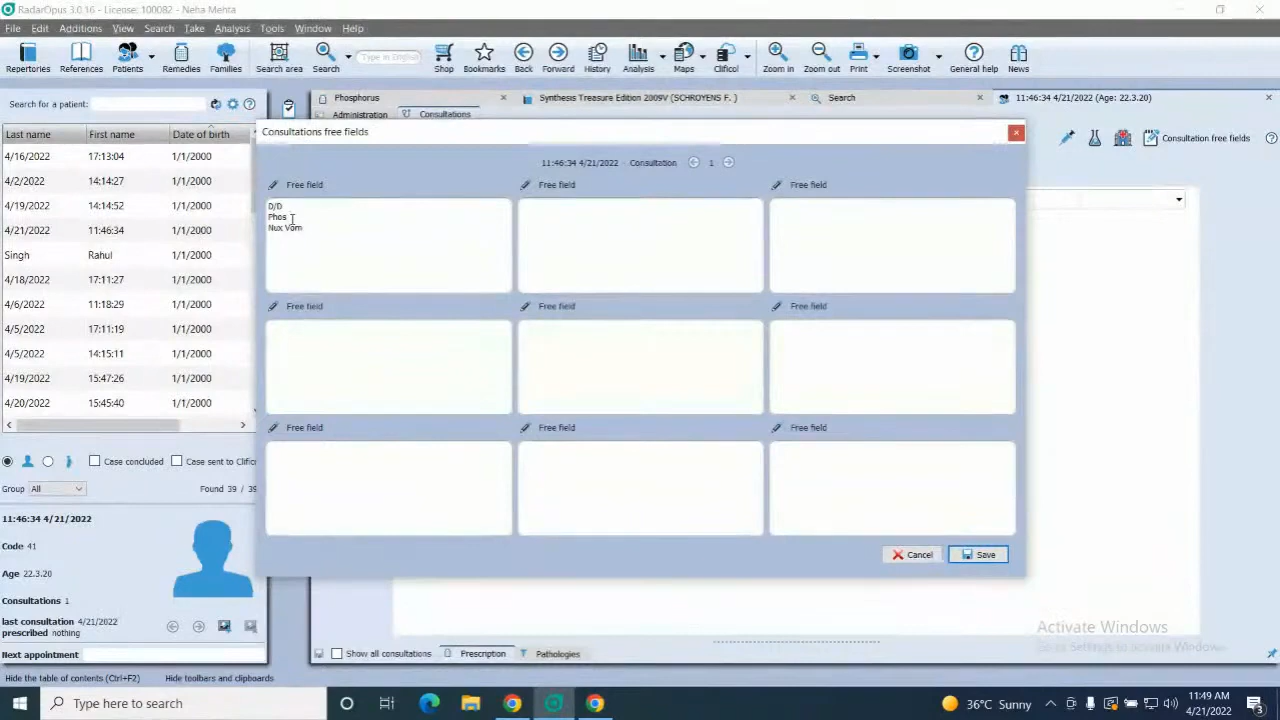 RadarOpus 3.0.16 - License: 100082 - Neha Mehta
File Edit Additions View Search Take Analysis Tools Window Help
Type in English
Repertories References Patients Remedies Families Search area Search Shop Bookmarks Back Forward History Analysis Maps Clificol Zoom in Zoom out Print Screenshot General help News
Search for a patient:
Phosphorus Synthesis Treasure Edition 2009V (SCHROYENS F. ) Search 11:46:34 4/21/2022 (Age: 22.3.20)
Administration Consultations
Last name First name Date of birth
4/16/2022 17:13:04 1/1/2000
4/2/2022 14:14:27 1/1/2000
4/19/2022 14:14:52 1/1/2000
4/21/2022 11:46:34 1/1/2000
Singh Rahul 1/1/2000
4/18/2022 17:11:27 1/1/2000
4/6/2022 11:18:29 1/1/2000
4/5/2022 17:11:19 1/1/2000
4/5/2022 14:15:11 1/1/2000
4/19/2022 15:47:26 1/1/2000
4/20/2022 15:45:40 1/1/2000
Case concluded Case sent to Clific
Group All Found 39 / 39
11:46:34 4/21/2022
Code 41
Age 22.3.20
Consultations 1
last consultation 4/21/2022
prescribed nothing
Next appointment
Consultation free fields
Consultations free fields
11:46:34 4/21/2022 - Consultation 1
Free field Free field Free field
D/D
Phos
Nux Vom
Free field Free field Free field
Free field Free field Free field
Cancel Save
Activate Windows
Go to Settings to activate Windows.
Show all consultations Prescription Pathologies
Hide the table of contents (Ctrl+F2) Hide toolbars and clipboards
Type here to search
36°C Sunny
11:49 AM
4/21/2022
3